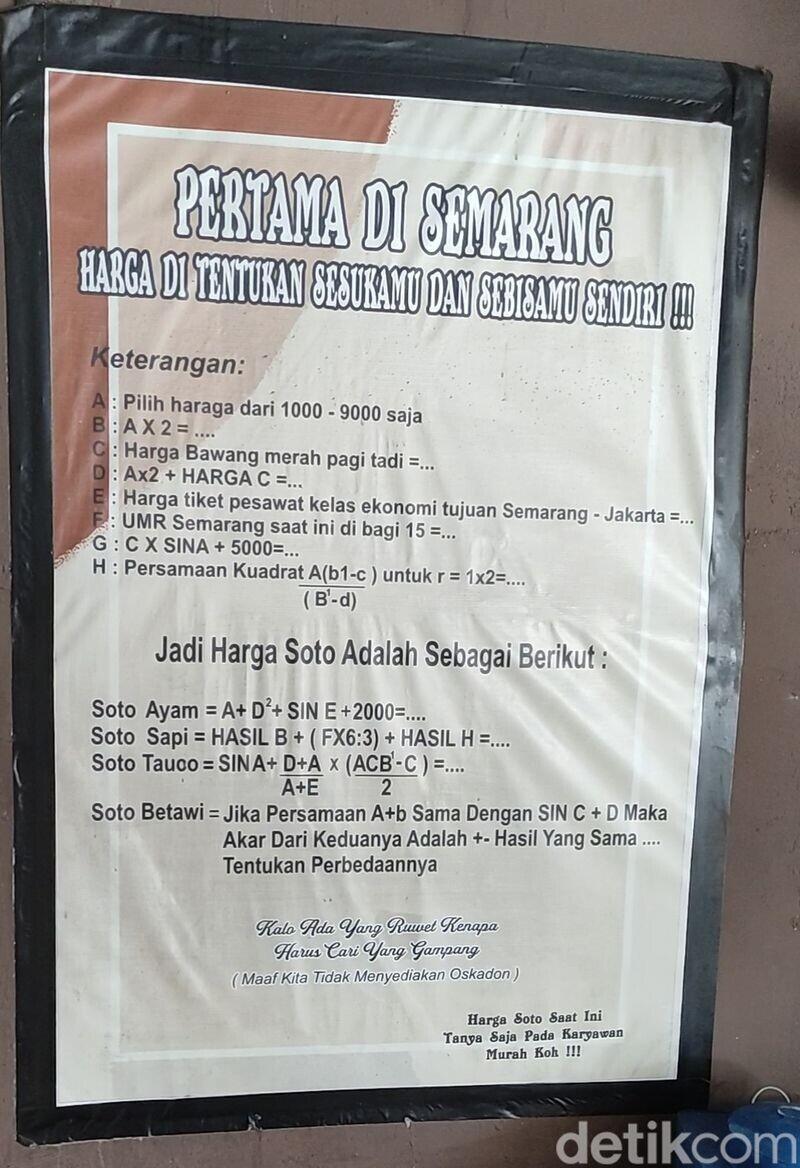 PERTAMA DI SEMARANG
HARGA DI TENTUKAN SESUKAMU DAN SEBISAMU SENDIRI !!!
Keterangan:
A : Pilih haraga dari 1000 - 9000 saja
B : A X 2 = ....
C : Harga Bawang merah pagi tadi =...
D : Ax2 + HARGA C =...
E : Harga tiket pesawat kelas ekonomi tujuan Semarang - Jakarta =...
F : UMR Semarang saat ini di bagi 15 =...
G : C X SINA + 5000=...
H : Persamaan Kuadrat A(b1-c ) untuk r = 1x2=....
( B¹-d)
Jadi Harga Soto Adalah Sebagai Berikut :
Soto Ayam = A+ D²+ SIN E +2000=....
Soto Sapi = HASIL B + ( FX6:3) + HASIL H =....
Soto Tauco = SINA+ D+A x (ACB¹-C ) =....
A+E 2
Soto Betawi = Jika Persamaan A+b Sama Dengan SIN C + D Maka
Akar Dari Keduanya Adalah +- Hasil Yang Sama ....
Tentukan Perbedaannya
Kalo Ada Yang Ruwet Kenapa
Harus Cari Yang Gampang
( Maaf Kita Tidak Menyediakan Oskadon )
Harga Soto Saat Ini
Tanya Saja Pada Karyawan
Murah Koh !!!
detikcom